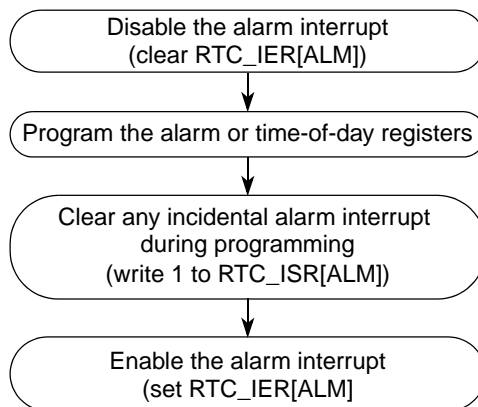 Disable the alarm interrupt
(clear RTC_IER[ALM])
Program the alarm or time-of-day registers
Clear any incidental alarm interrupt
during programming
(write 1 to RTC_ISR[ALM])
Enable the alarm interrupt
(set RTC_IER[ALM]